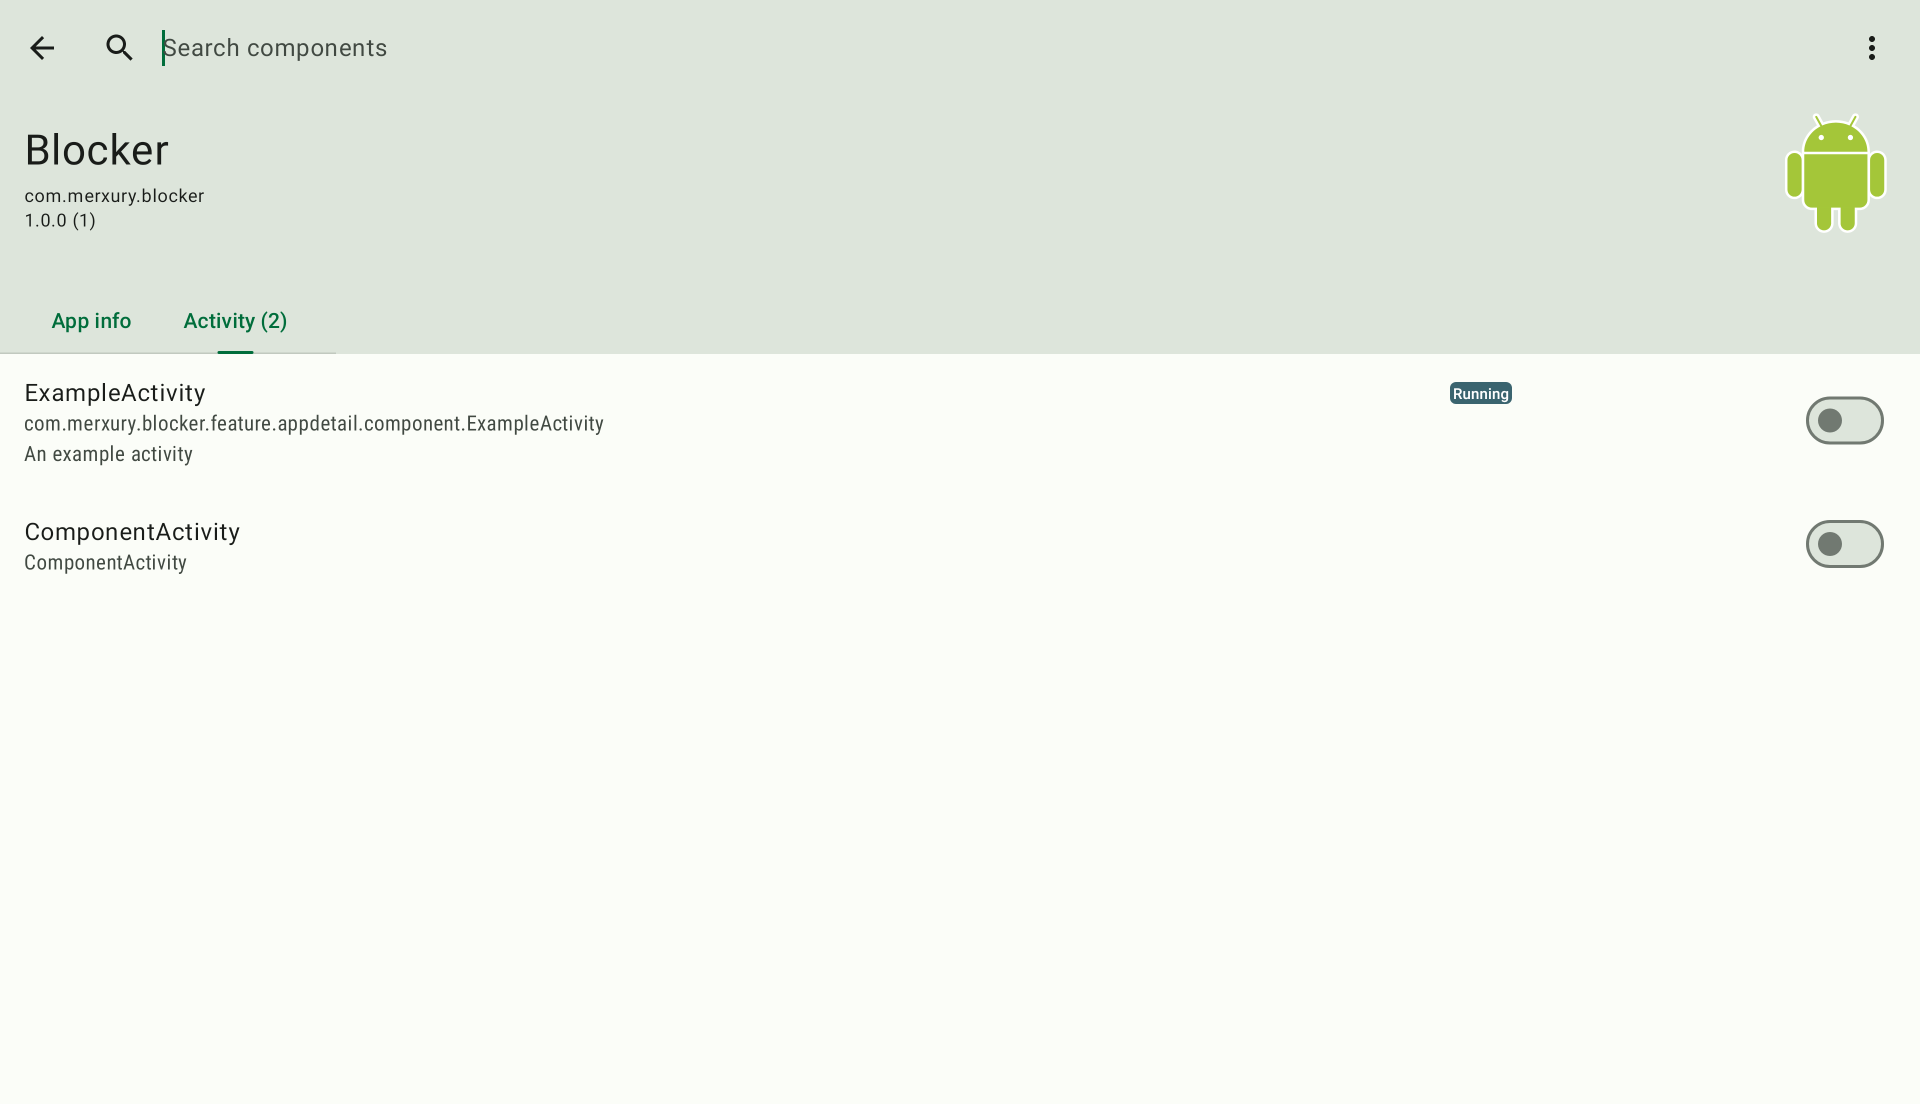 Search components
Blocker
com.merxury.blocker
1.0.0 (1)
App info
Activity (2)
ExampleActivity
Running
com.merxury.blocker.feature.appdetail.component.ExampleActivity
An example activity
ComponentActivity
ComponentActivity